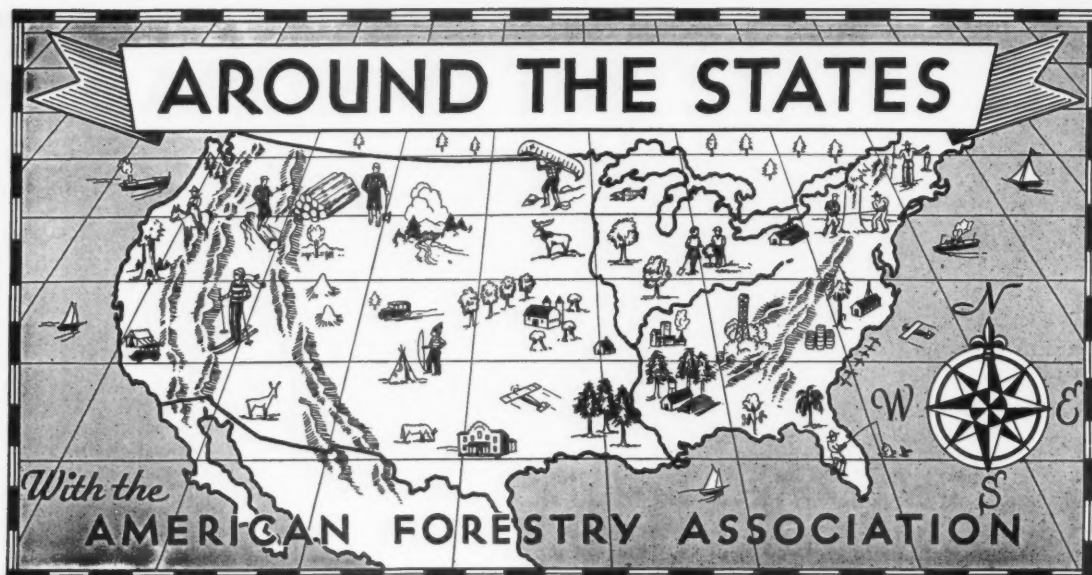 AROUND THE STATES
N
W E
S
With the
AMERICAN FORESTRY ASSOCIATION